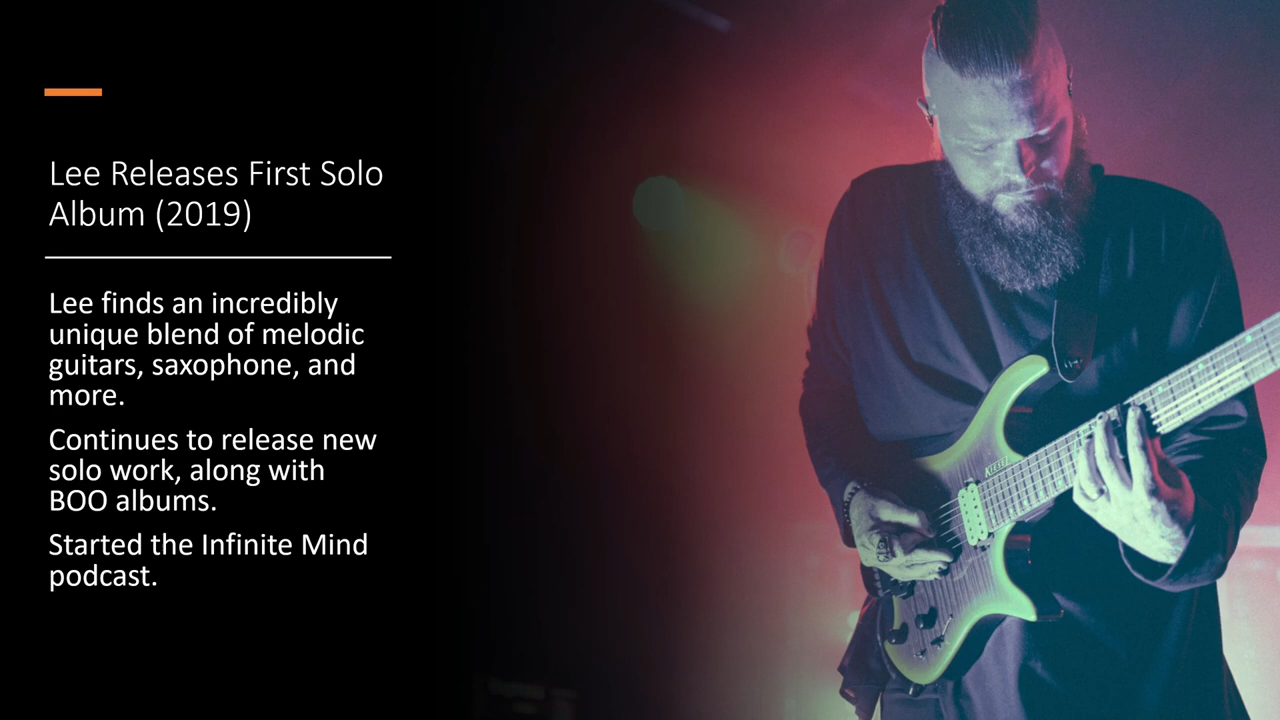 Lee Releases First Solo
Album (2019)
Lee finds an incredibly
unique blend of melodic
guitars, saxophone, and
more.
Continues to release new
solo work, along with
BOO albums.
Started the Infinite Mind
podcast.